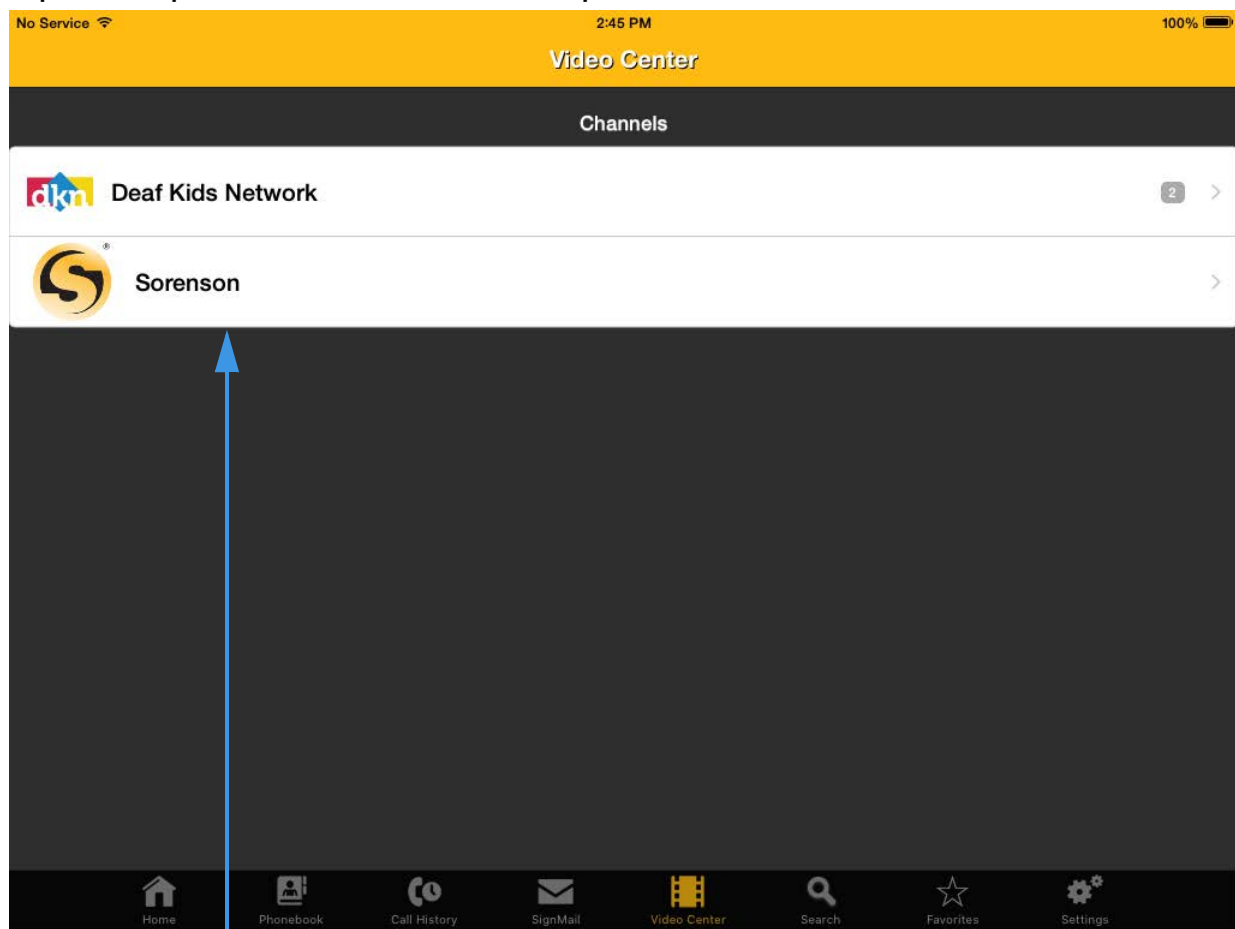 No Service 2:45 PM 100%
Video Center
Channels
dkn Deaf Kids Network 2
S ® Sorenson
Home Phonebook Call History SignMail Video Center Search Favorites Settings